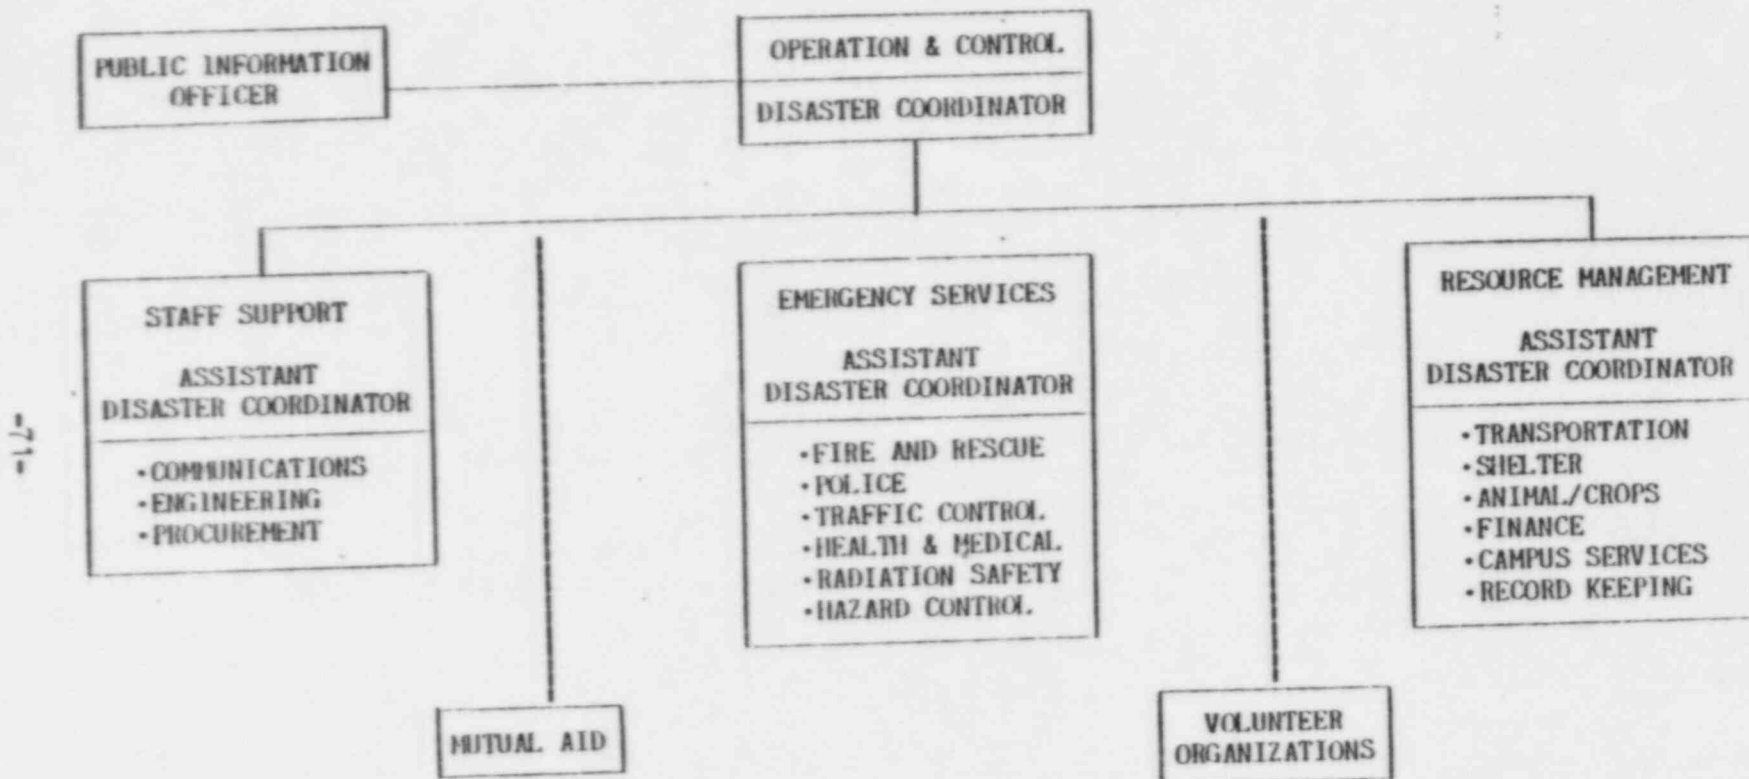 PUBLIC INFORMATION
OFFICER
OPERATION & CONTROL
DISASTER COORDINATOR
STAFF SUPPORT
ASSISTANT
DISASTER COORDINATOR
•COMMUNICATIONS
•ENGINEERING
•PROCUREMENT
EMERGENCY SERVICES
ASSISTANT
DISASTER COORDINATOR
•FIRE AND RESCUE
•POLICE
•TRAFFIC CONTROL
•HEALTH & MEDICAL
•RADIATION SAFETY
•HAZARD CONTROL
RESOURCE MANAGEMENT
ASSISTANT
DISASTER COORDINATOR
•TRANSPORTATION
•SHELTER
•ANIMAL/CROPS
•FINANCE
•CAMPUS SERVICES
•RECORD KEEPING
MUTUAL AID
VOLUNTEER
ORGANIZATIONS
-71-